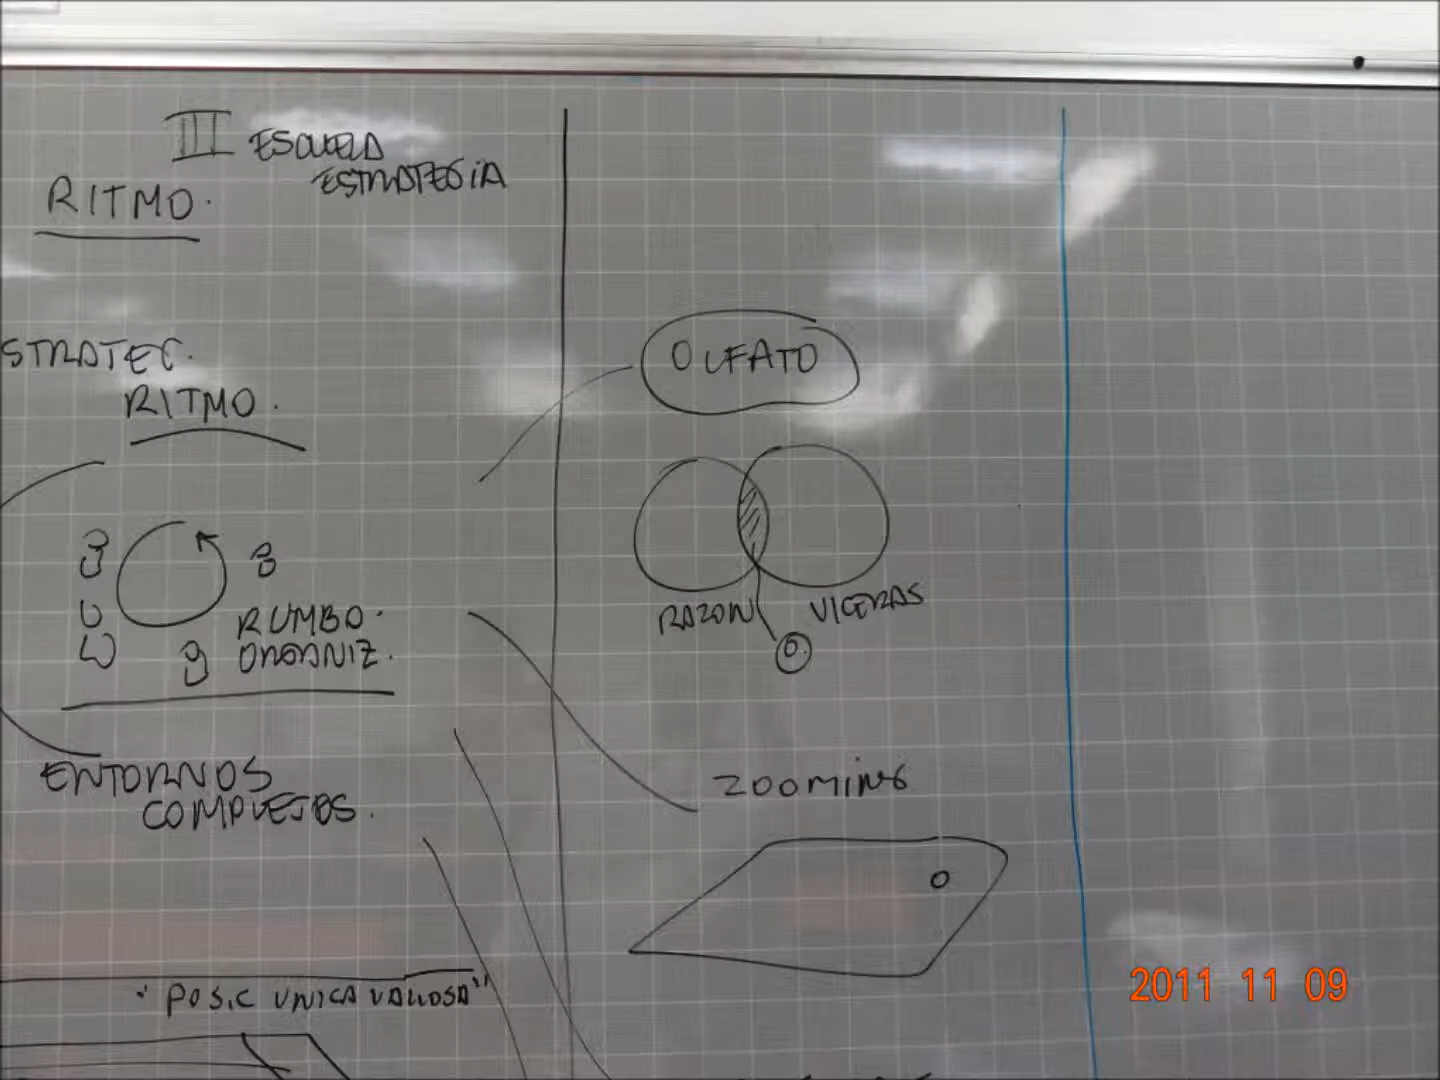 III ESCUELA
ESTRATEGIA
RITMO.
STRATEG.
RITMO.
RUMBO.
ORGANIZ.
ENTORNOS
COMPLEJOS.
"POSIC UNICA VALIOSA"
OLFATO
RAZON
VICERAS
O.
ZOOMING
2011 11 09